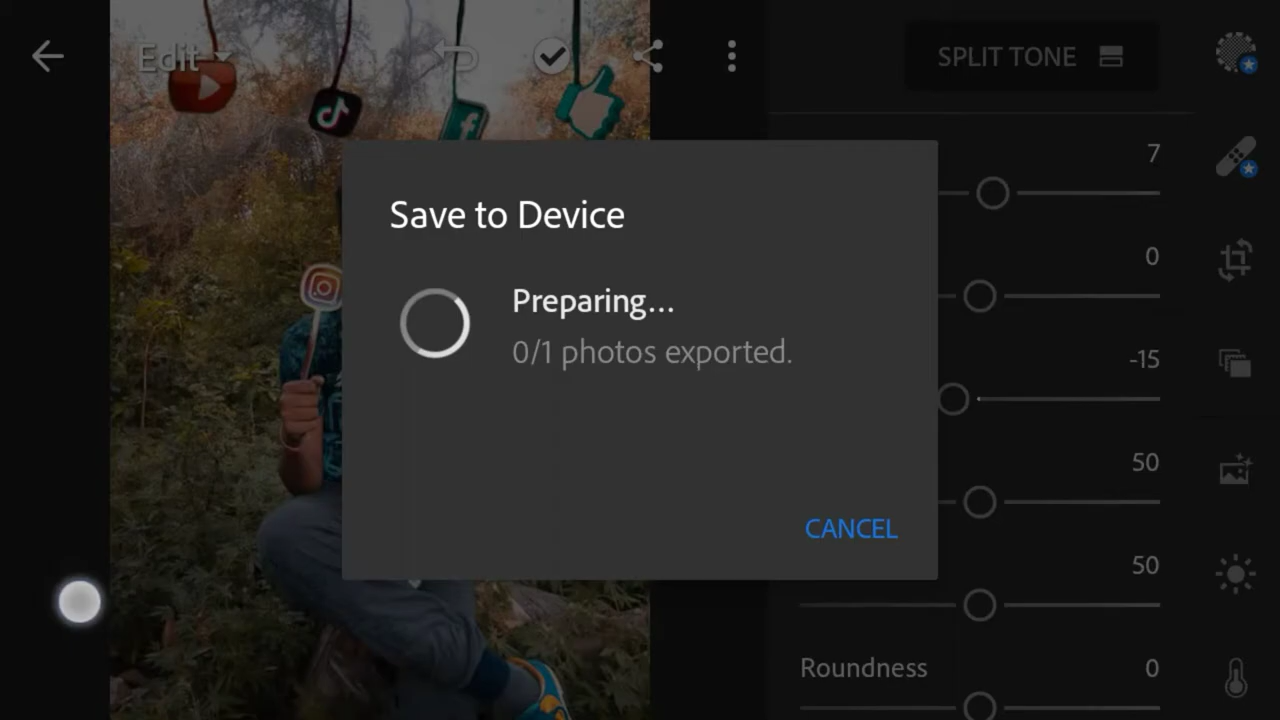 Edit
SPLIT TONE
7
Save to Device
0
Preparing...
0/1 photos exported.
-15
50
CANCEL
50
Roundness
0